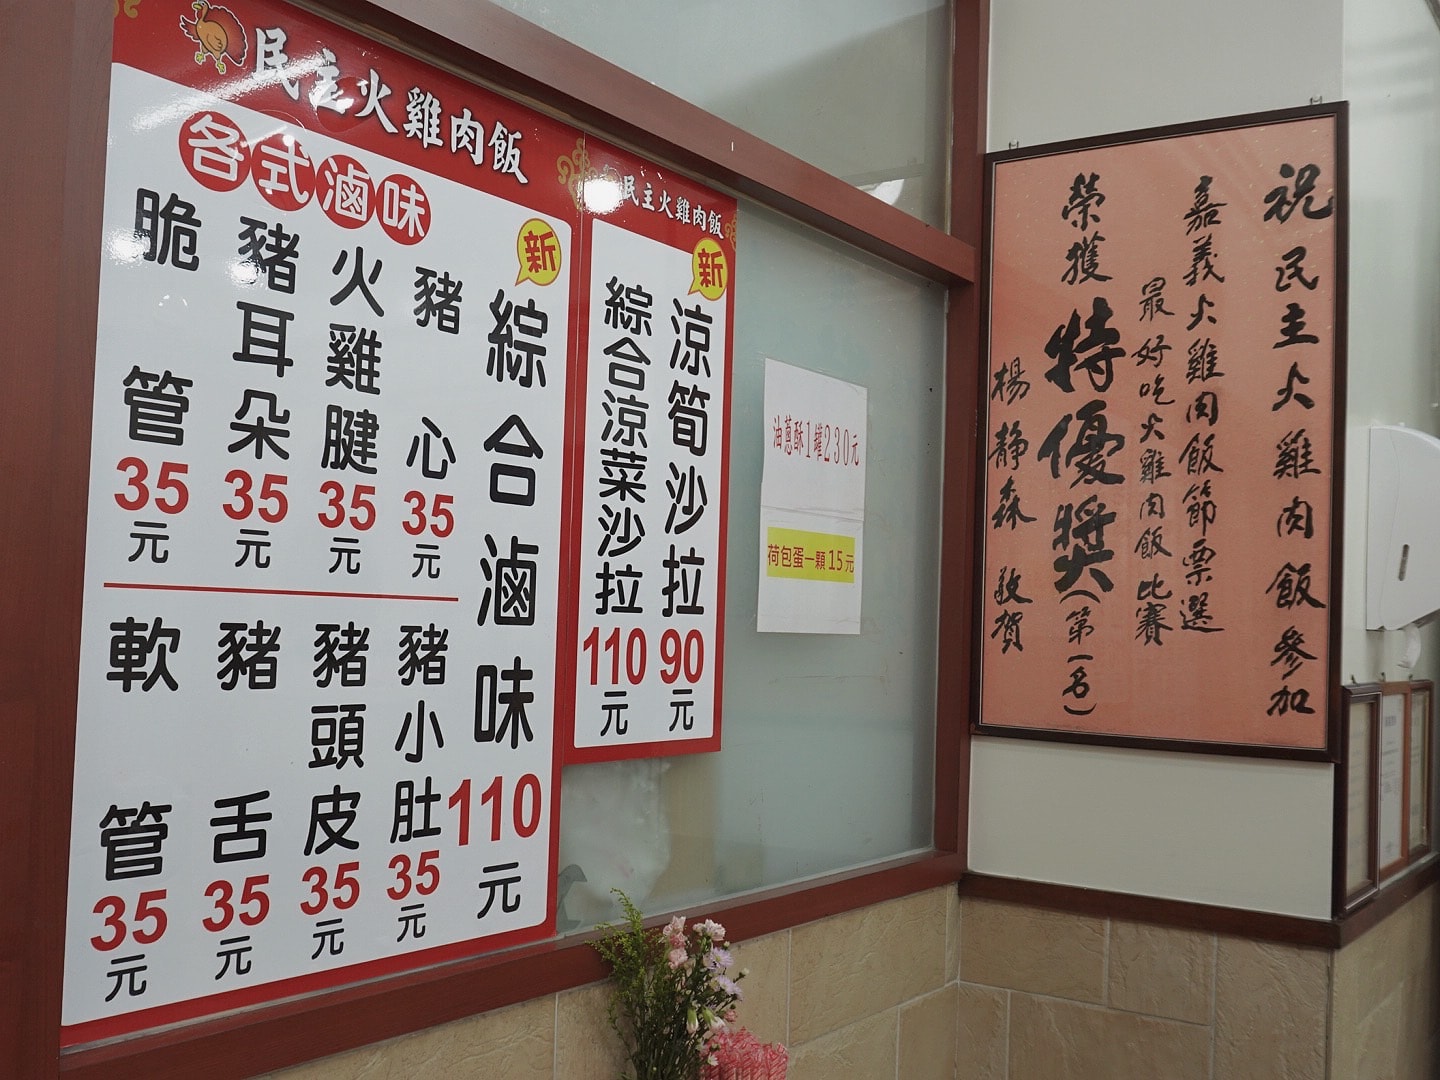 民主火雞肉飯
各式滷味
新
綜合滷味110元
豬心35元
火雞腱35元
豬耳朵35元
脆管35元
豬小肚35元
豬頭皮35元
豬舌35元
軟管35元
民主火雞肉飯
新
涼筍沙拉90元
綜合涼菜沙拉110元
油蔥酥1罐230元
荷包蛋一顆15元
祝民主火雞肉飯參加
嘉義火雞肉飯節票選
最好吃火雞肉飯比賽
榮獲特優獎(第一名)
楊靜森 敬賀